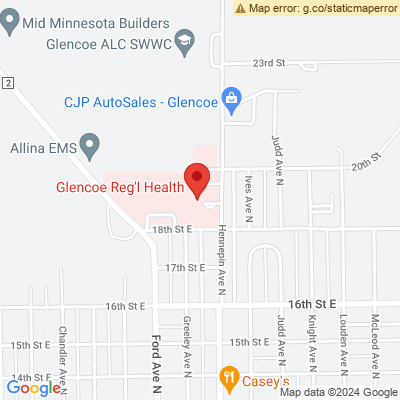 Map error: g.co/staticmaperror
Mid Minnesota Builders
Glencoe ALC SWWC
23rd St
2
CJP AutoSales - Glencoe
Judd Ave N
Allina EMS
20th St
Glencoe Reg'l Health
Ives Ave N
18th St E
Hennepin Ave N
17th St E
16th St E
16th St E
Chandler Ave N
Ford Ave N
Greeley Ave N
Judd Ave N
Knight Ave N
Louden Ave N
McLeod Ave N
15th St E
15th St E
14th St E
Casey's
Google
Map data ©2024 Google